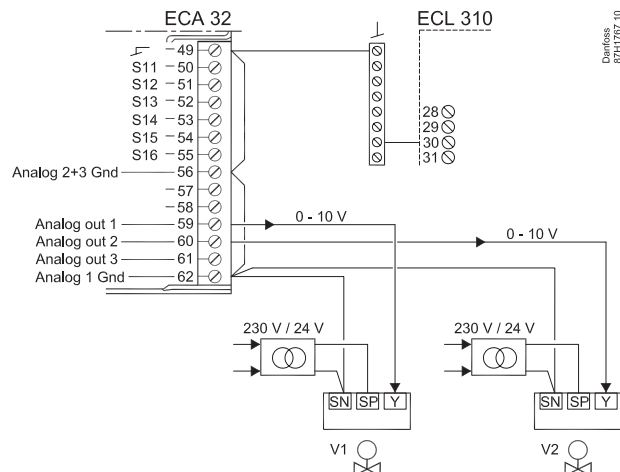 ECA 32
ECL 310
Danfoss
87H1767.10
49
S11 50
S12 51
S13 52
S14 53
S15 54
S16 55
Analog 2+3 Gnd 56
57
58
Analog out 1 59
Analog out 2 60
Analog out 3 61
Analog 1 Gnd 62
28
29
30
31
0 - 10 V
0 - 10 V
230 V / 24 V
230 V / 24 V
SN SP Y
SN SP Y
V1
V2